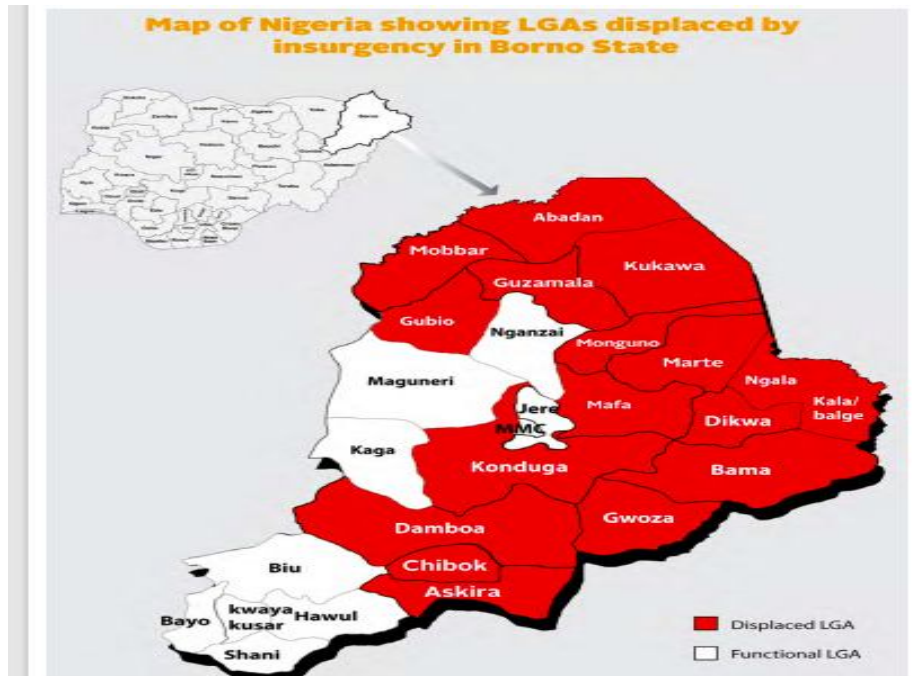 Map of Nigeria showing LGAs displaced by
insurgency in Borno State
Borno
Niger
Abadan
Mobbar
Kukawa
Guzamala
Gubio
Nganzai
Monguno
Marte
Maguneri
Ngala
Jere
Mafa
Kala/
balge
MMC
Dikwa
Kaga
Konduga
Bama
Gwoza
Damboa
Chibok
Biu
Askira
Bayo
kwaya
kusar
Hawul
Shani
Displaced LGA
Functional LGA